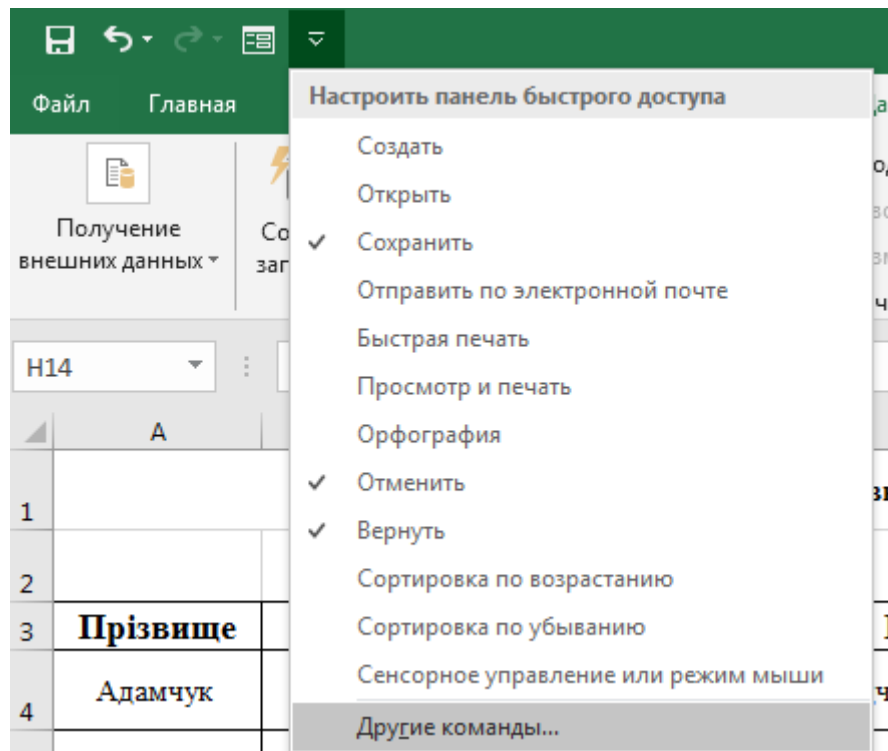 Файл Главная
Настроить панель быстрого доступа
Создать
Открыть
Сохранить
Отправить по электронной почте
Быстрая печать
Просмотр и печать
Орфография
Отменить
Вернуть
Сортировка по возрастанию
Сортировка по убыванию
Сенсорное управление или режим мыши
Другие команды...
Получение
внешних данных
H14
A
1
2
3 Прізвище
4 Адамчук